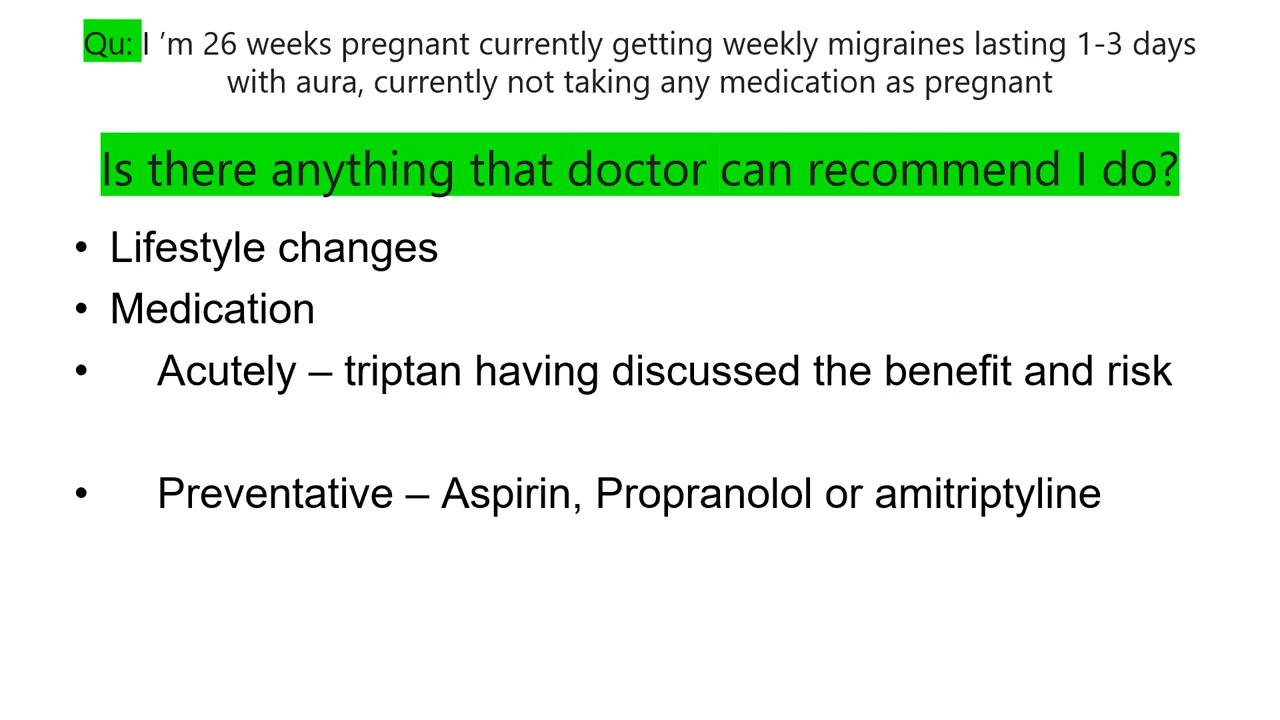 Qu: I ’m 26 weeks pregnant currently getting weekly migraines lasting 1-3 days
with aura, currently not taking any medication as pregnant
Is there anything that doctor can recommend I do?
• Lifestyle changes
• Medication
• Acutely – triptan having discussed the benefit and risk
• Preventative – Aspirin, Propranolol or amitriptyline